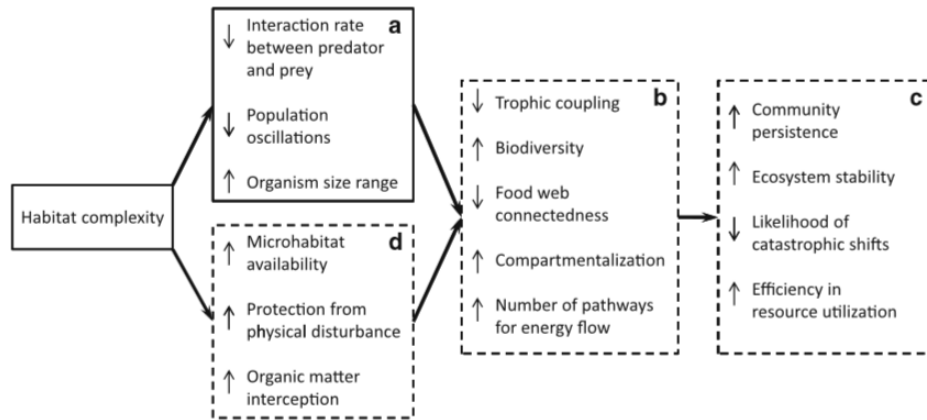 Habitat complexity
a
↓ Interaction rate
between predator
and prey
↓ Population
oscillations
↑ Organism size range
d
↑ Microhabitat
availability
↑ Protection from
physical disturbance
↑ Organic matter
interception
b
↓ Trophic coupling
↑ Biodiversity
↓ Food web
connectedness
↑ Compartmentalization
↑ Number of pathways
for energy flow
c
↑ Community
persistence
↑ Ecosystem stability
↓ Likelihood of
catastrophic shifts
↑ Efficiency in
resource utilization